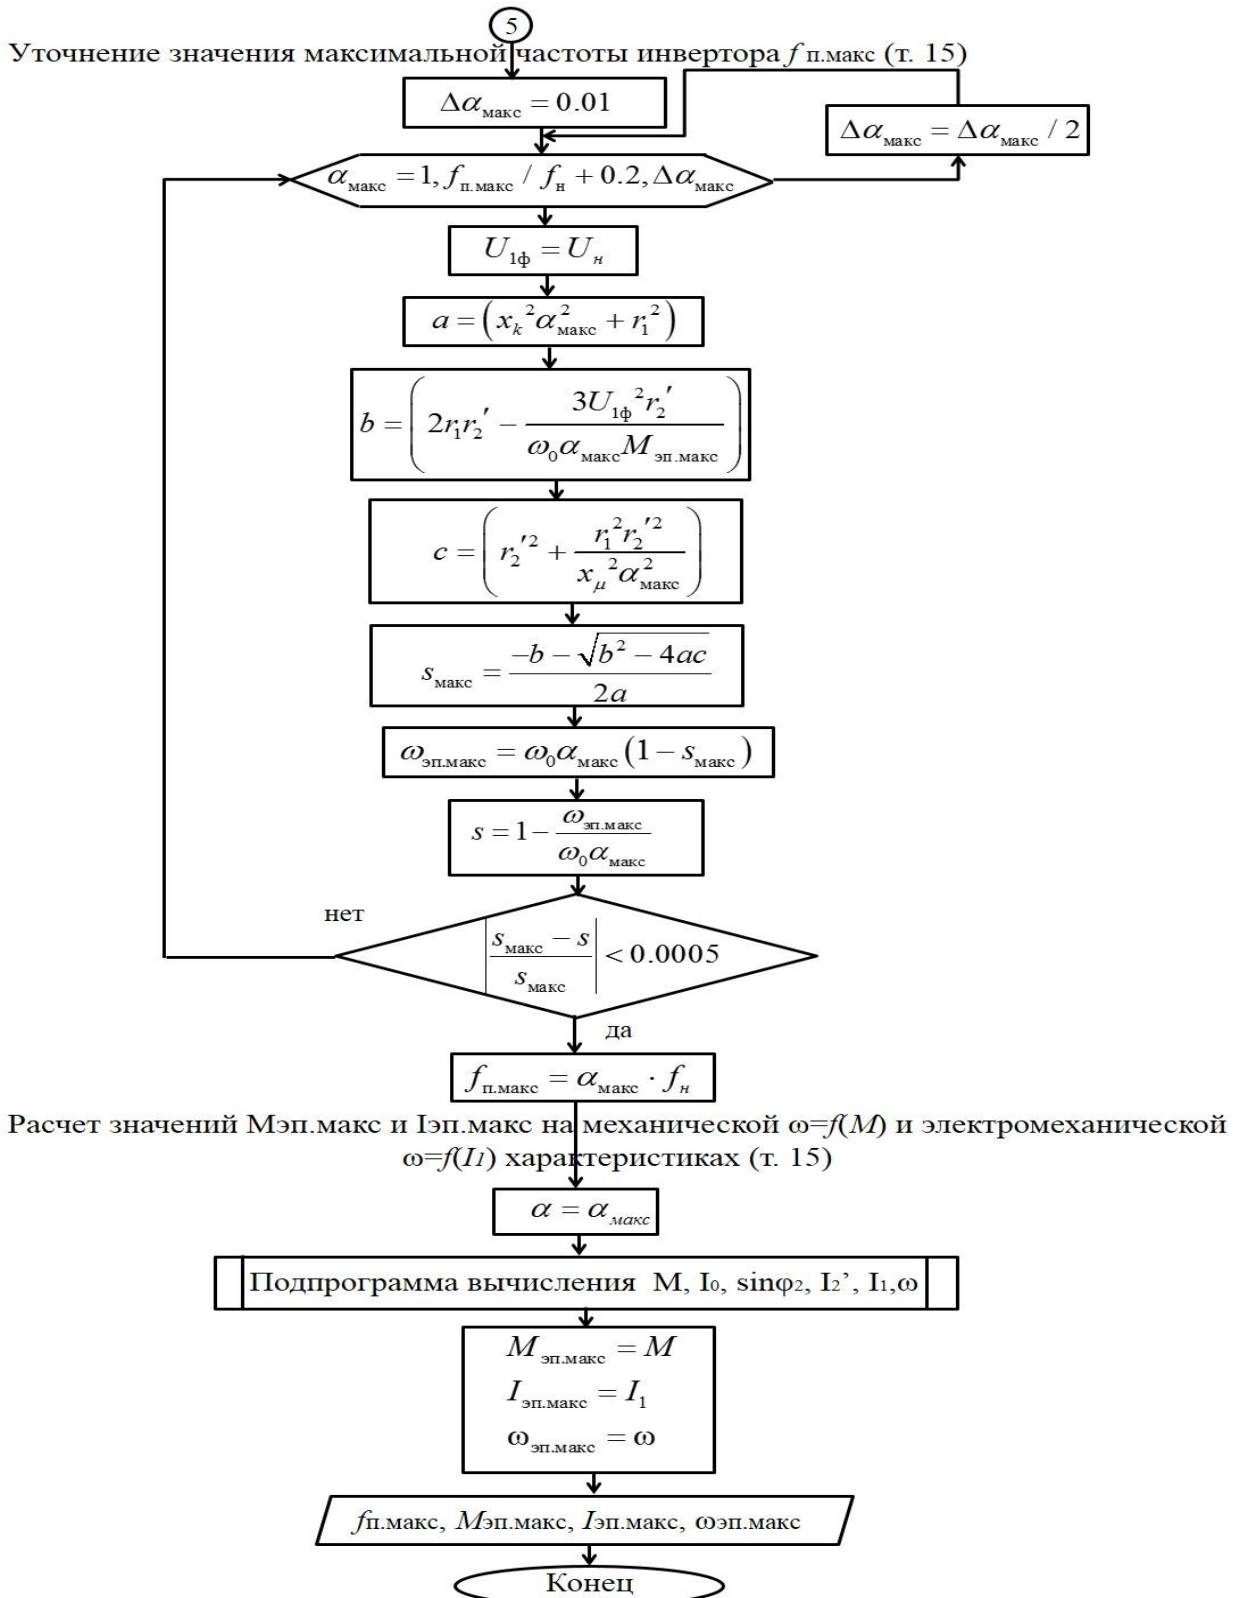 5
Уточнение значения максимальной частоты инвертора f п.макс (т. 15)
Δα макс = 0.01
Δα макс = Δα макс / 2
α макс = 1, f п.макс / f н + 0.2, Δα макс
U 1ф = U н
a = (x k ² α² макс + r 1 ²)
b = (2r 1 r 2 ′ − 3U 1ф ² r 2 ′ / ω 0 α макс M эп.макс)
c = (r 2 ′² + r 1 ² r 2 ′² / x μ ² α² макс)
s макс = (−b − √(b² − 4ac)) / 2a
ω эп.макс = ω 0 α макс (1 − s макс)
s = 1 − ω эп.макс / ω 0 α макс
нет
|(s макс − s) / s макс| < 0.0005
да
f п.макс = α макс · f н
Расчет значений Мэп.макс и Iэп.макс на механической ω=f(M) и электромеханической
ω=f(I1) характеристиках (т. 15)
α = α макс
Подпрограмма вычисления М, I0, sinφ2, I2’, I1,ω
M эп.макс = M
I эп.макс = I 1
ω эп.макс = ω
fп.макс, Mэп.макс, Iэп.макс, ωэп.макс
Конец